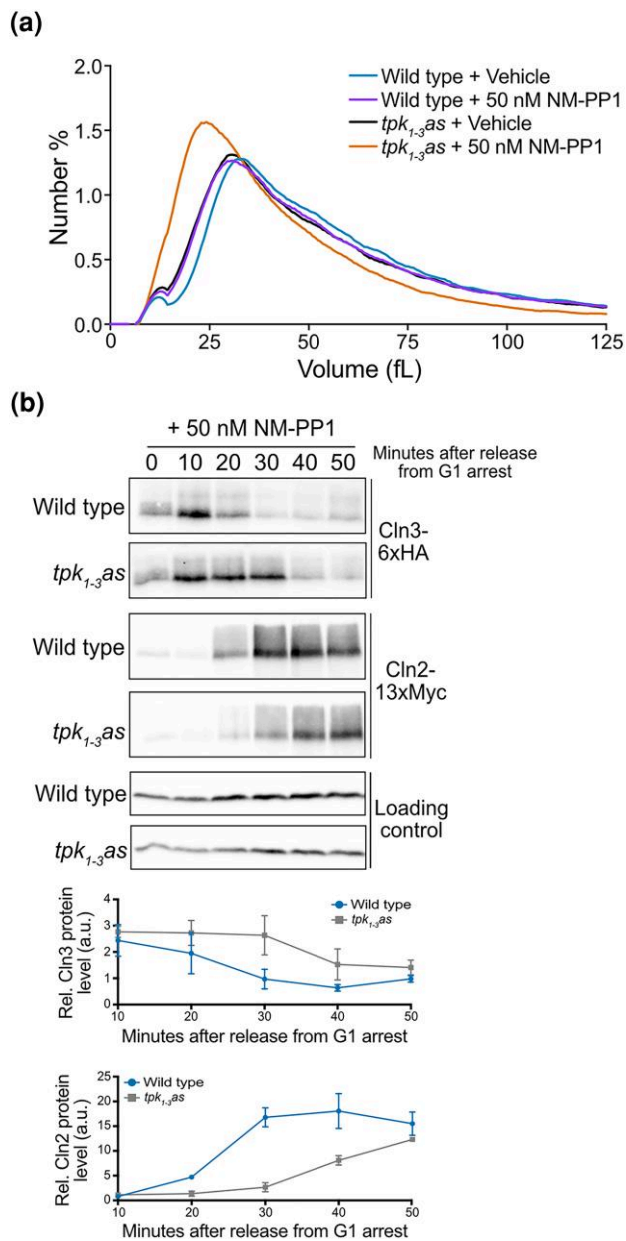 (a)
2.0
1.5
1.0
0.5
0.0
Number %
Wild type + Vehicle
Wild type + 50 nM NM-PP1
tpk1-3as + Vehicle
tpk1-3as + 50 nM NM-PP1
0 25 50 75 100 125
Volume (fL)
(b)
+ 50 nM NM-PP1
0 10 20 30 40 50
Minutes after release
from G1 arrest
Wild type
tpk1-3as
Cln3-
6xHA
Wild type
tpk1-3as
Cln2-
13xMyc
Wild type
tpk1-3as
Loading
control
Rel. Cln3 protein
level (a.u.)
4
3
2
1
0
Wild type
tpk1-3as
10 20 30 40 50
Minutes after release from G1 arrest
Rel. Cln2 protein
level (a.u.)
25
20
15
10
5
0
Wild type
tpk1-3as
10 20 30 40 50
Minutes after release from G1 arrest